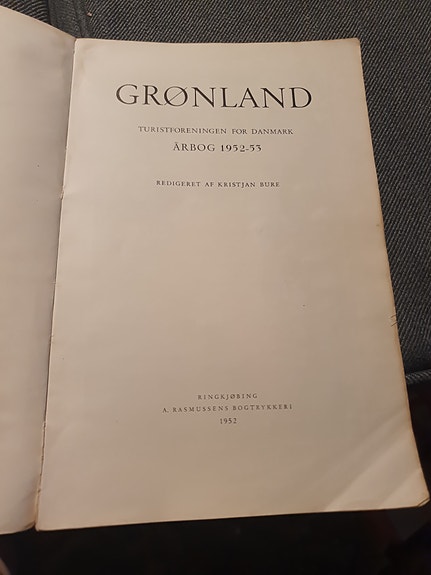 GRØNLAND
TURISTFORENINGEN FOR DANMARK
ÅRBOG 1952-53
REDIGERET AF KRISTJAN BURE
RINGKJØBING
A. RASMUSSENS BOGTRYKKERI
1952